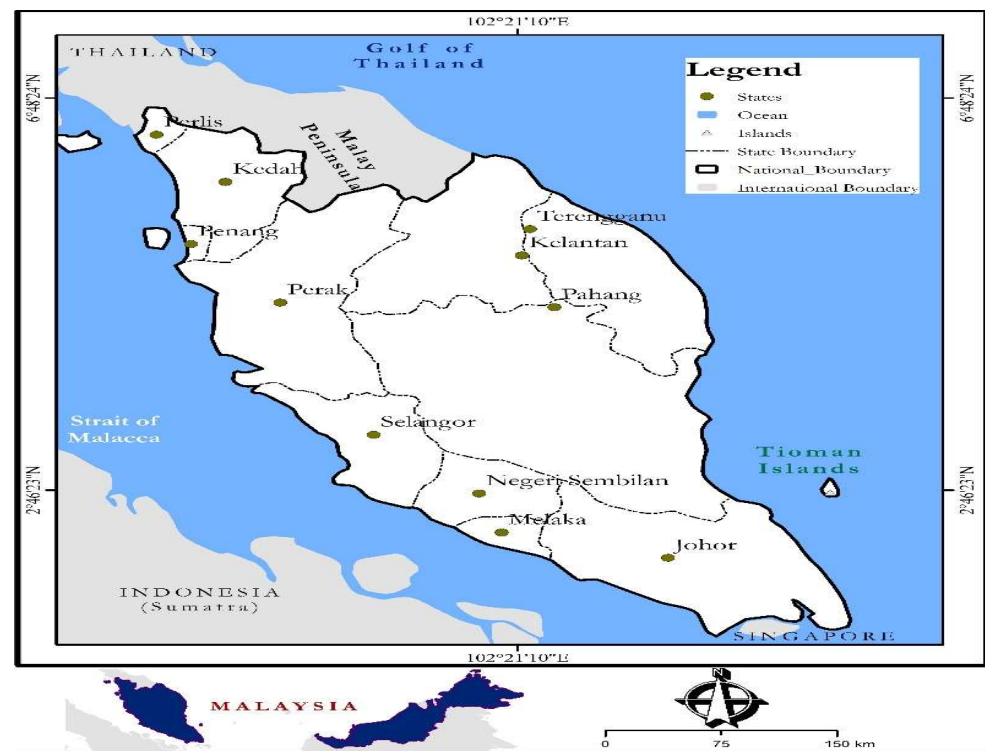 102°21'10"E
THAILAND
Golf of
Thailand
6°48'24"N
6°48'24"N
Legend
States
Ocean
Islands
State Boundary
National_Boundary
International Boundary
Perlis
Malay
Peninsula
Kedah
Terengganu
Penang
Kelantan
Perak
Pahang
Strait of
Malacca
Selangor
Tioman
Islands
2°46'23"N
2°46'23"N
Negeri Sembilan
Melaka
Johor
INDONESIA
(Sumatra)
SINGAPORE
102°21'10"E
MALAYSIA
N
0 75 150 km